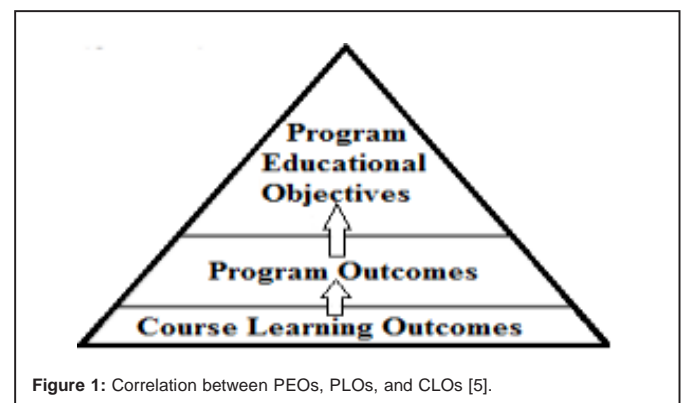 Program
Educational
Objectives
Program Outcomes
Course Learning Outcomes
Figure 1: Correlation between PEOs, PLOs, and CLOs [5].